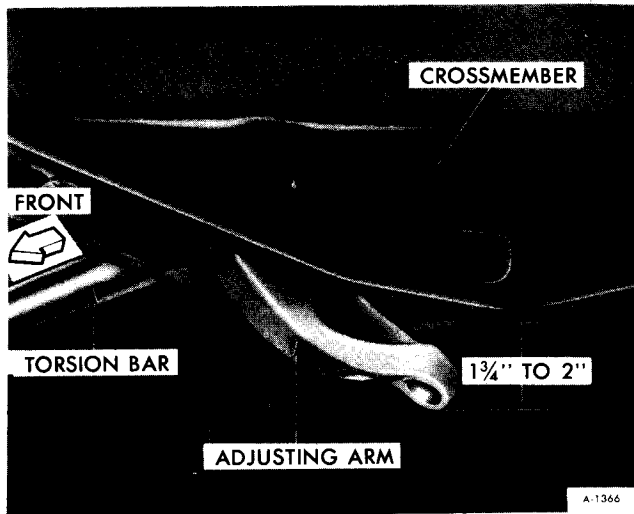 CROSSMEMBER
FRONT
TORSION BAR
1¾" TO 2"
ADJUSTING ARM
A-1366